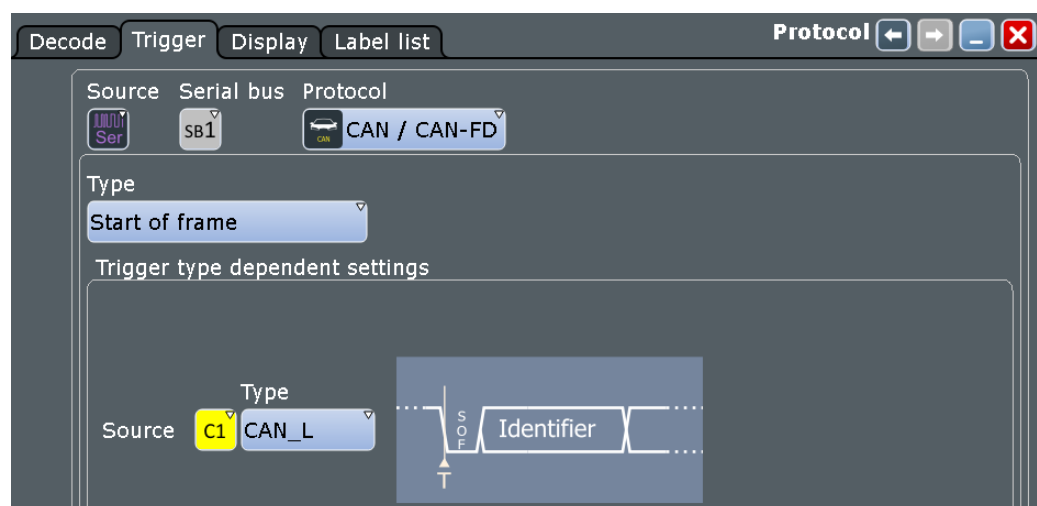 Decode Trigger Display Label list Protocol
Source Serial bus Protocol
Ser SB1 CAN CAN / CAN-FD
Type
Start of frame
Trigger type dependent settings
Type
Source C1 CAN_L SOF Identifier
T